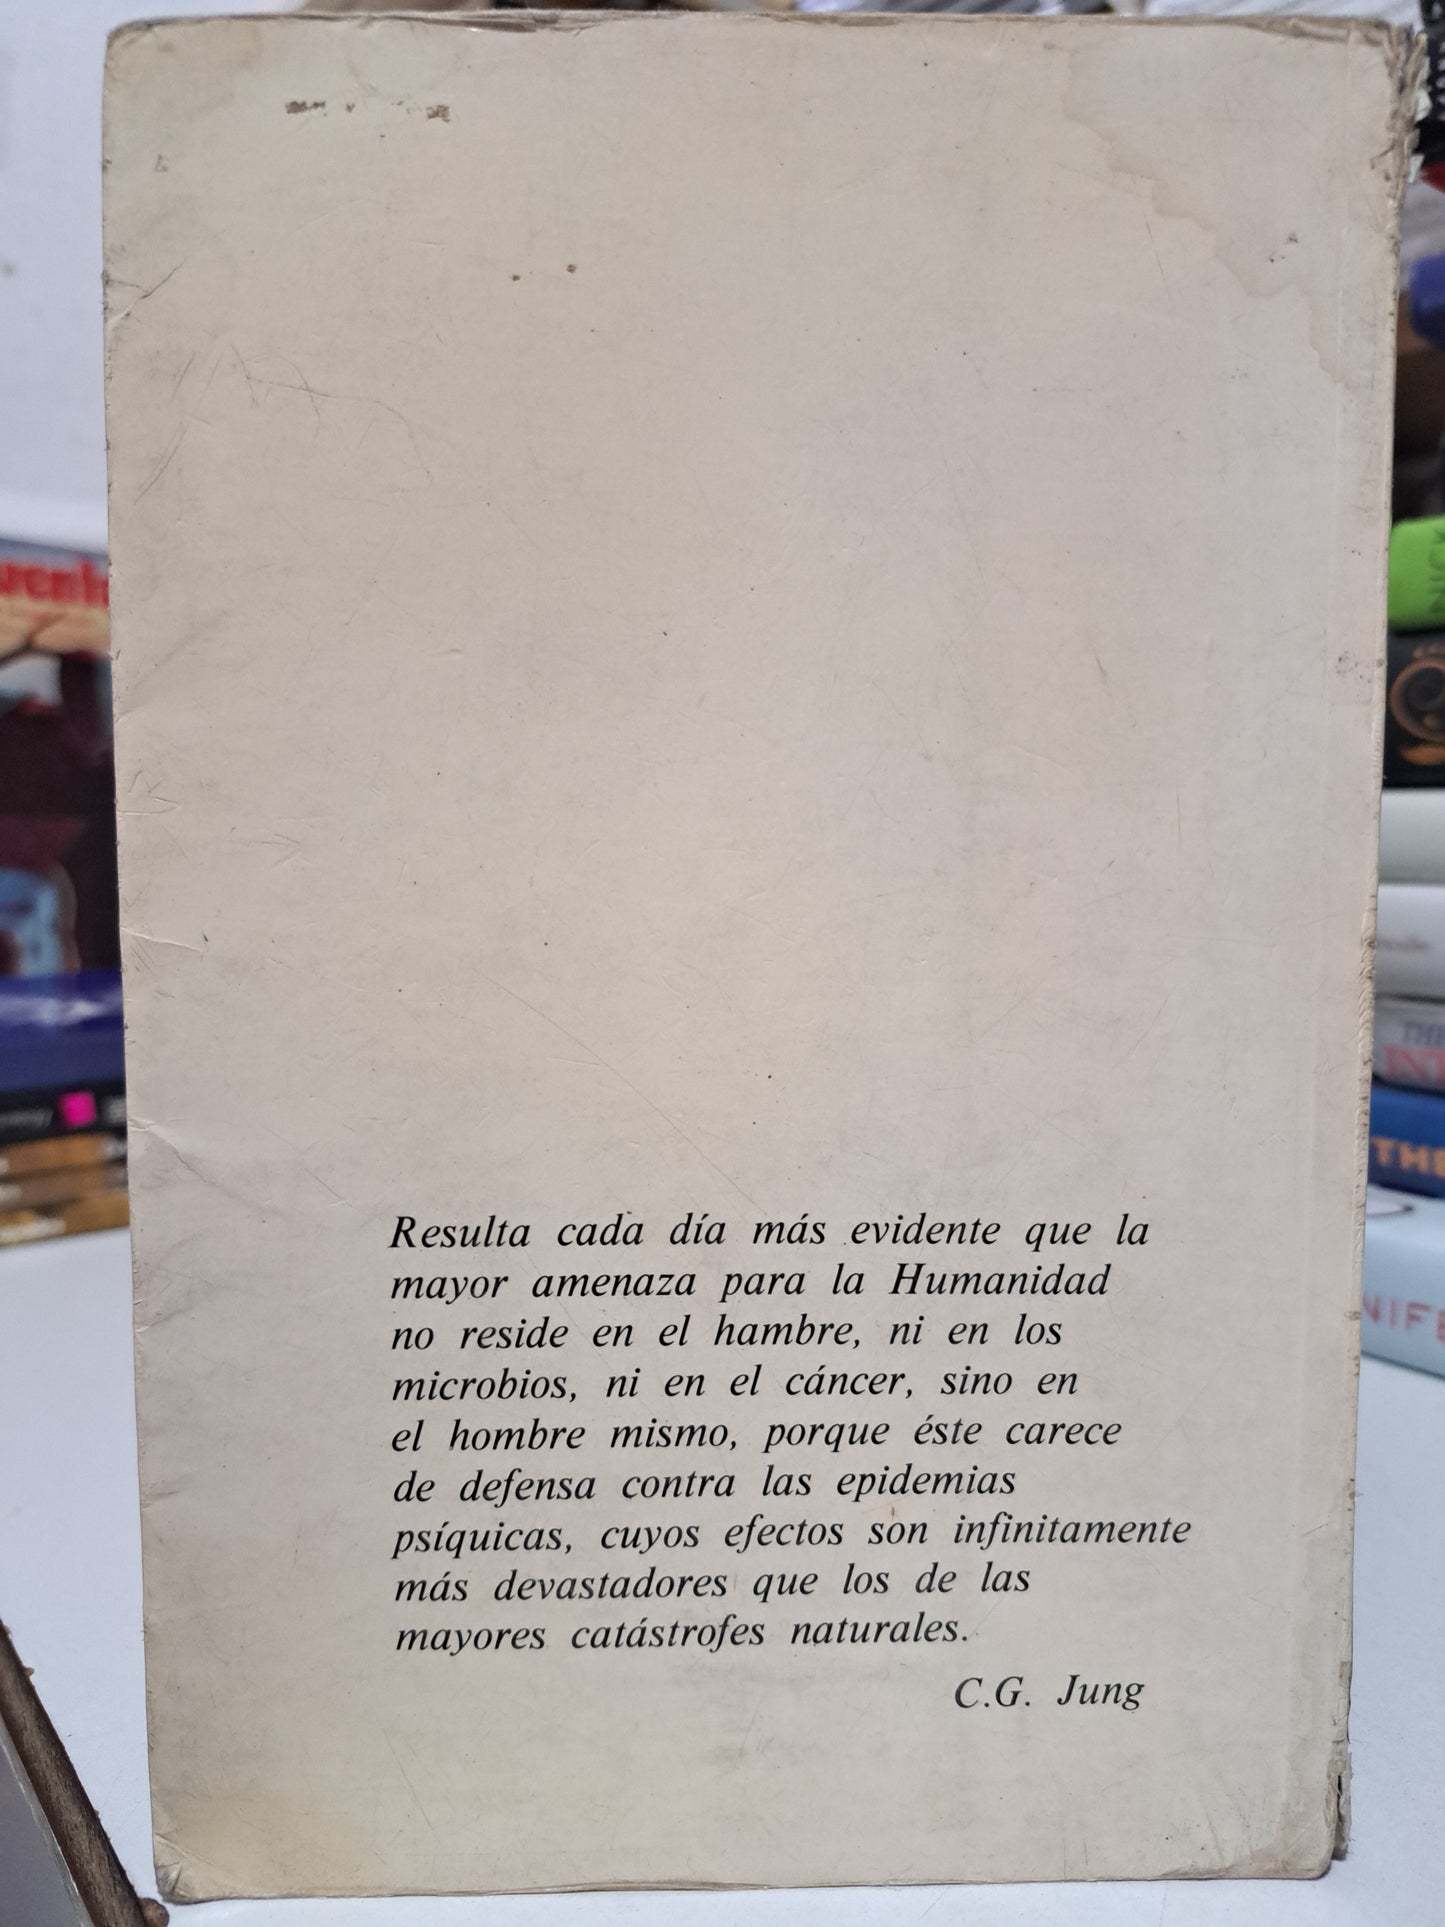 Resulta cada día más evidente que la
mayor amenaza para la Humanidad
no reside en el hambre, ni en los
microbios, ni en el cáncer, sino en
el hombre mismo, porque éste carece
de defensa contra las epidemias
psíquicas, cuyos efectos son infinitamente
más devastadores que los de las
mayores catástrofes naturales.
C.G. Jung
THE